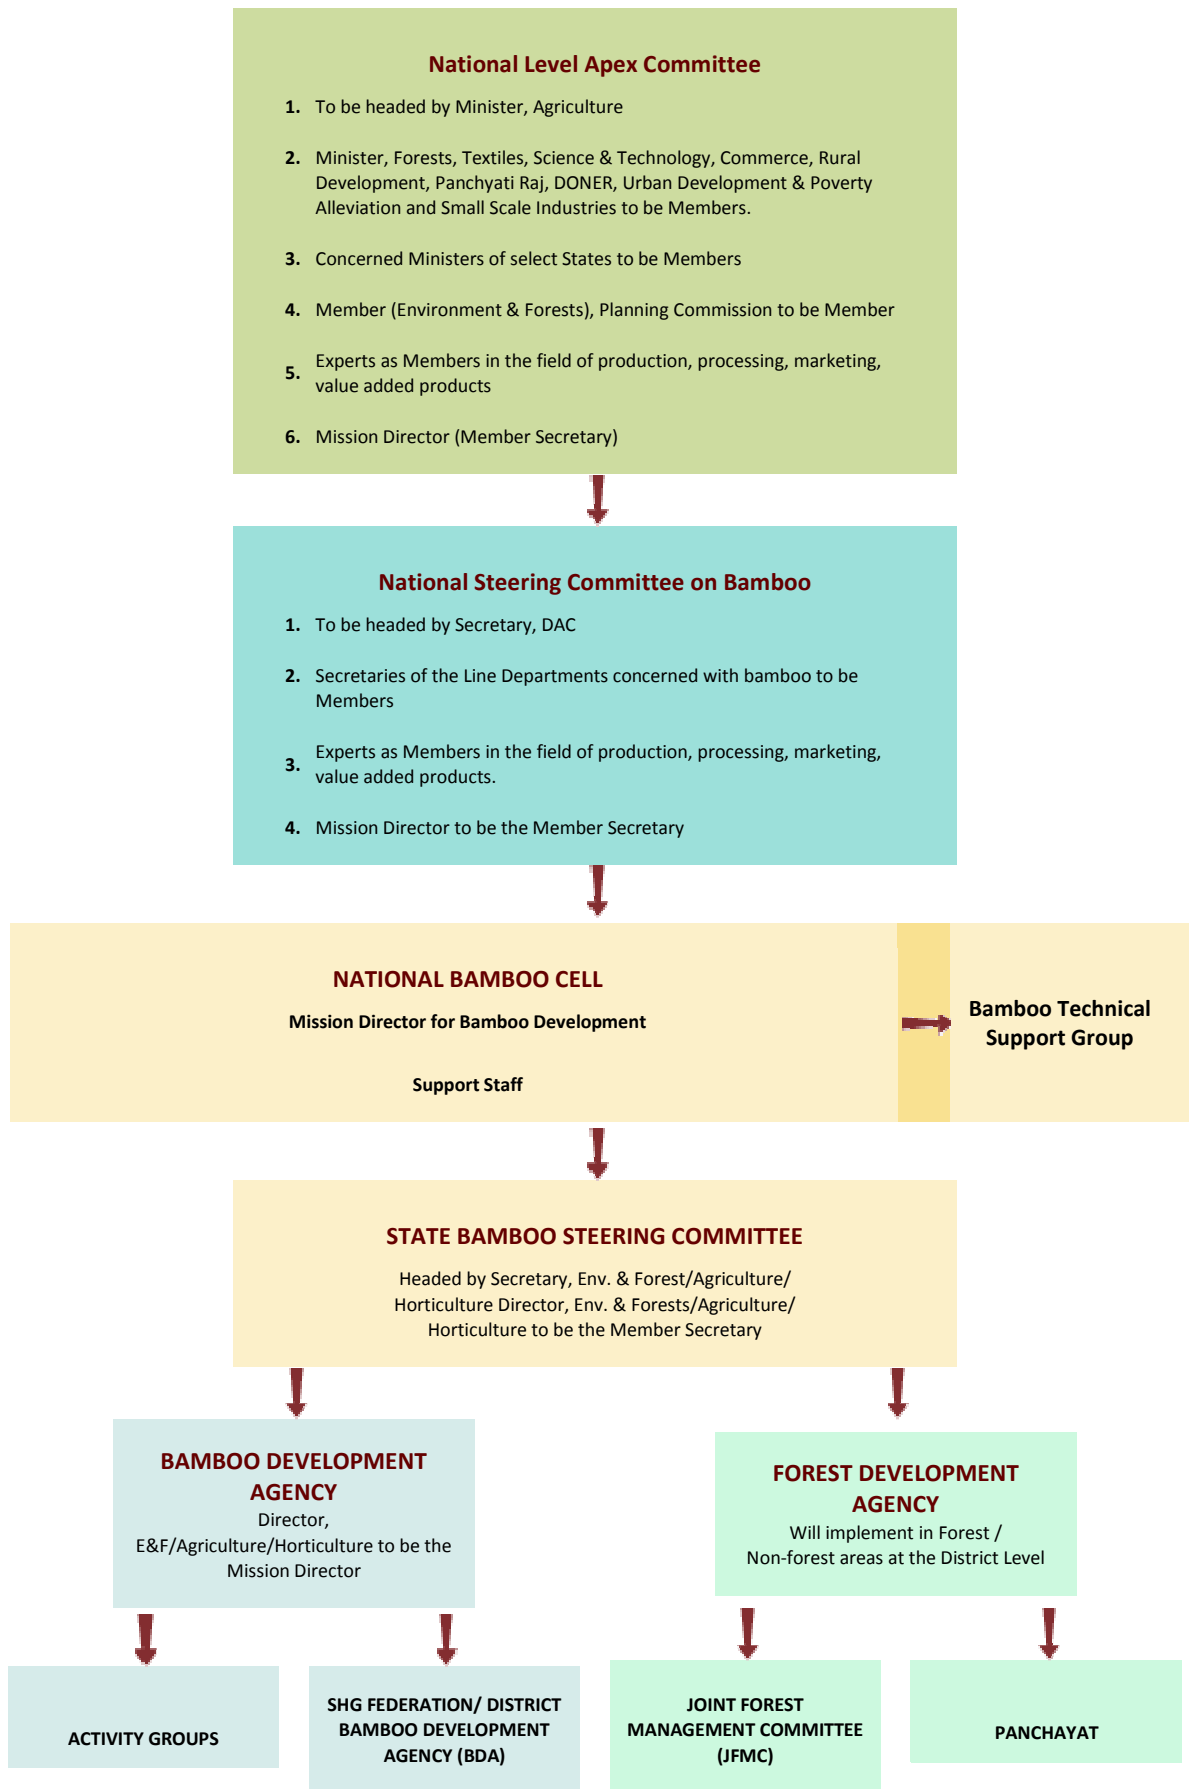 National Level Apex Committee
1. To be headed by Minister, Agriculture
2. Minister, Forests, Textiles, Science & Technology, Commerce, Rural
Development, Panchyati Raj, DONER, Urban Development & Poverty
Alleviation and Small Scale Industries to be Members.
3. Concerned Ministers of select States to be Members
4. Member (Environment & Forests), Planning Commission to be Member
5. Experts as Members in the field of production, processing, marketing,
value added products
6. Mission Director (Member Secretary)
National Steering Committee on Bamboo
1. To be headed by Secretary, DAC
2. Secretaries of the Line Departments concerned with bamboo to be
Members
3. Experts as Members in the field of production, processing, marketing,
value added products.
4. Mission Director to be the Member Secretary
NATIONAL BAMBOO CELL
Mission Director for Bamboo Development
Support Staff
Bamboo Technical
Support Group
STATE BAMBOO STEERING COMMITTEE
Headed by Secretary, Env. & Forest/Agriculture/
Horticulture Director, Env. & Forests/Agriculture/
Horticulture to be the Member Secretary
BAMBOO DEVELOPMENT
AGENCY
Director,
E&F/Agriculture/Horticulture to be the
Mission Director
FOREST DEVELOPMENT
AGENCY
Will implement in Forest /
Non-forest areas at the District Level
ACTIVITY GROUPS
SHG FEDERATION/ DISTRICT
BAMBOO DEVELOPMENT
AGENCY (BDA)
JOINT FOREST
MANAGEMENT COMMITTEE
(JFMC)
PANCHAYAT